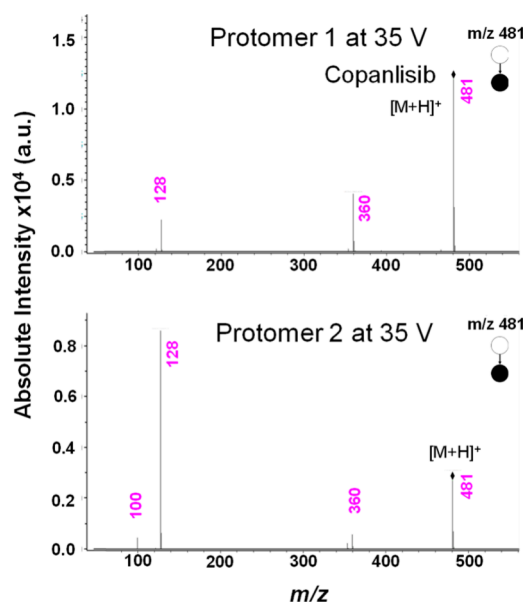 Protomer 1 at 35 V
m/z 481
Copanlisib
[M+H]+
481
128
360
1.5
1.0
0.5
0.0
100 200 300 400 500
Absolute Intensity x10⁴ (a.u.)
Protomer 2 at 35 V
m/z 481
[M+H]+
128
100
360
481
0.8
0.6
0.4
0.2
0.0
100 200 300 400 500
m/z